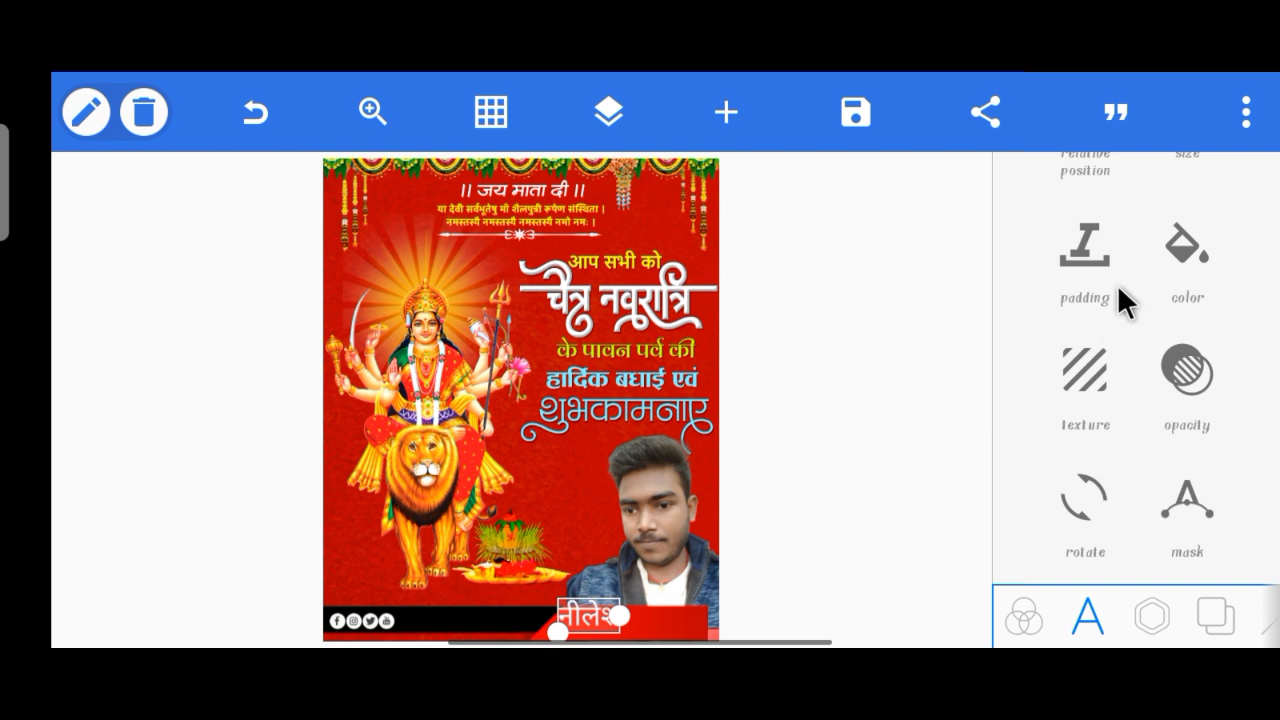 relative position
size
|| जय माता दी ||
या देवी सर्वभूतेषु माँ शैलपुत्री रूपेण संस्थिता |
नमस्तस्यै नमस्तस्यै नमस्तस्यै नमो नमः |
आप सभी को
चैत्र नवरात्रि
के पावन पर्व की
हार्दिक बधाई एवं
शुभकामनाए
नीलेश
padding
color
texture
opacity
rotate
mask